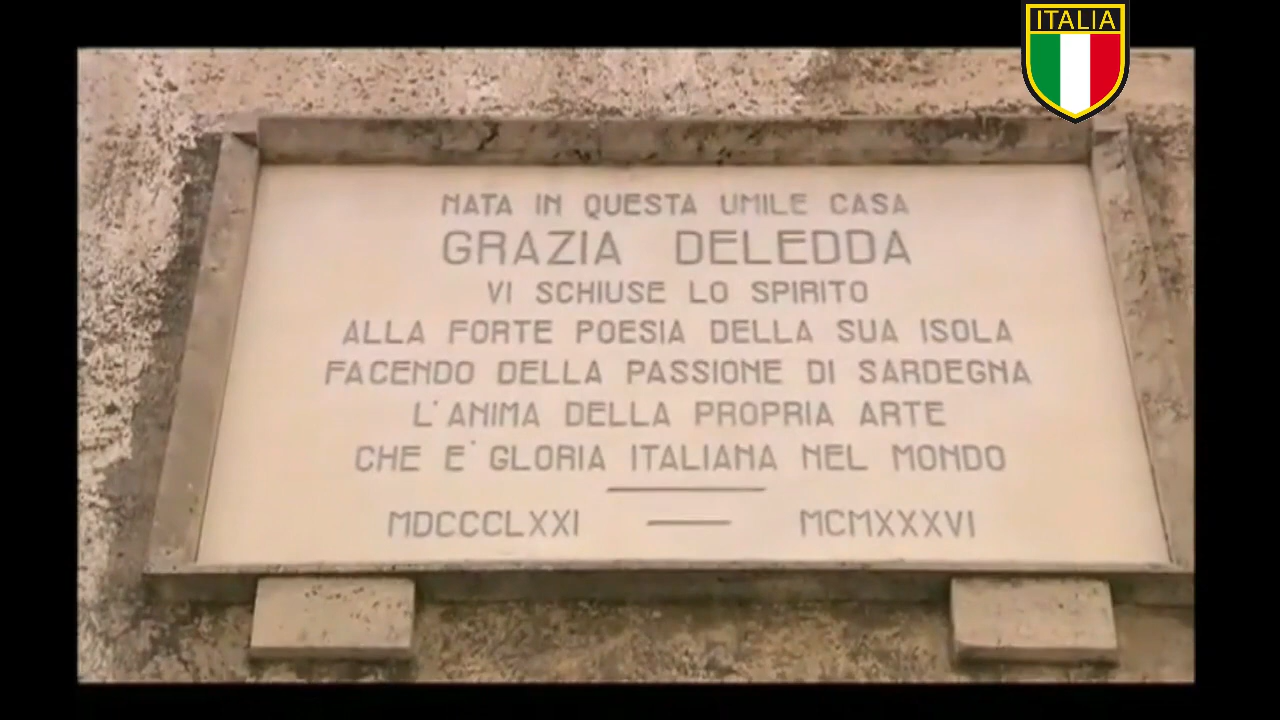 ITALIA
NATA IN QUESTA UMILE CASA
GRAZIA DELEDDA
VI SCHIUSE LO SPIRITO
ALLA FORTE POESIA DELLA SUA ISOLA
FACENDO DELLA PASSIONE DI SARDEGNA
L'ANIMA DELLA PROPRIA ARTE
CHE E' GLORIA ITALIANA NEL MONDO
MDCCCLXXI — MCMXXXVI